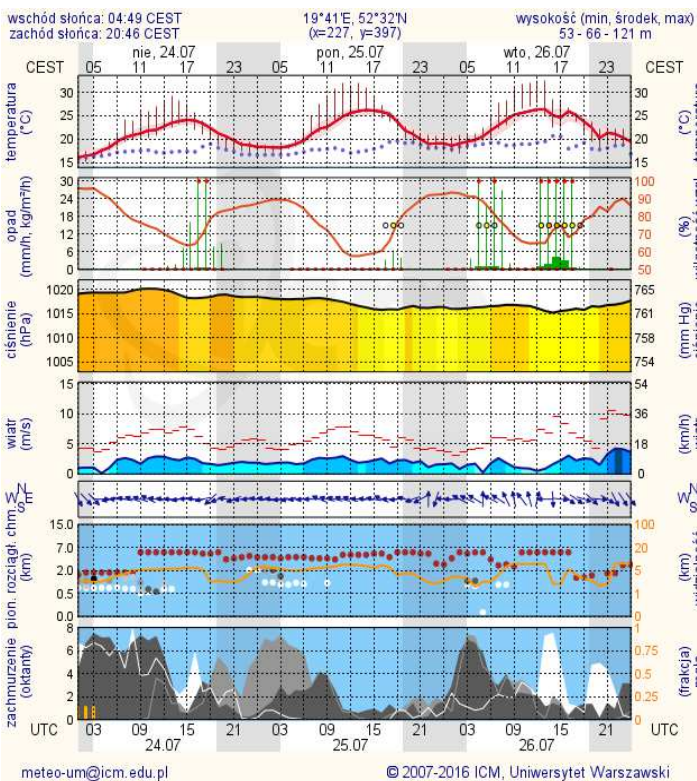 wschód słońca: 04:49 CEST 19°41'E, 52°32'N wysokość (min, środek, max)
zachód słońca: 20:46 CEST (x=227, y=397) 53 - 66 - 121 m
nie, 24.07 pon, 25.07 wto, 26.07
CEST 05 11 17 23 05 11 17 23 05 11 17 23 CEST
temperatura
(°C)
30 30
25 25
20 20
15 15
opad
(mm/h, kg/m²/h)
30 100
24 90
18 80
12 70
6 60
0 50
(%)
ciśnienie
(hPa)
1020 765
1015 761
1010 758
1005 754
(mm Hg)
wiatr
(m/s)
15 54
10 36
5 18
0 0
(km/h)
N
W E
S
pion. rozciągł. chm.
(km)
15.0 100
7.0 20
2.0 5
0.5 1
0.0 0
(km)
zachmurzenie
(oktanty)
8 1
6 0.75
4 0.5
2 0.25
0 0
(frakcja)
UTC 03 09 15 21 03 09 15 21 03 09 15 21 UTC
24.07 25.07 26.07
meteo-um@icm.edu.pl © 2007-2016 ICM, Uniwersytet Warszawski